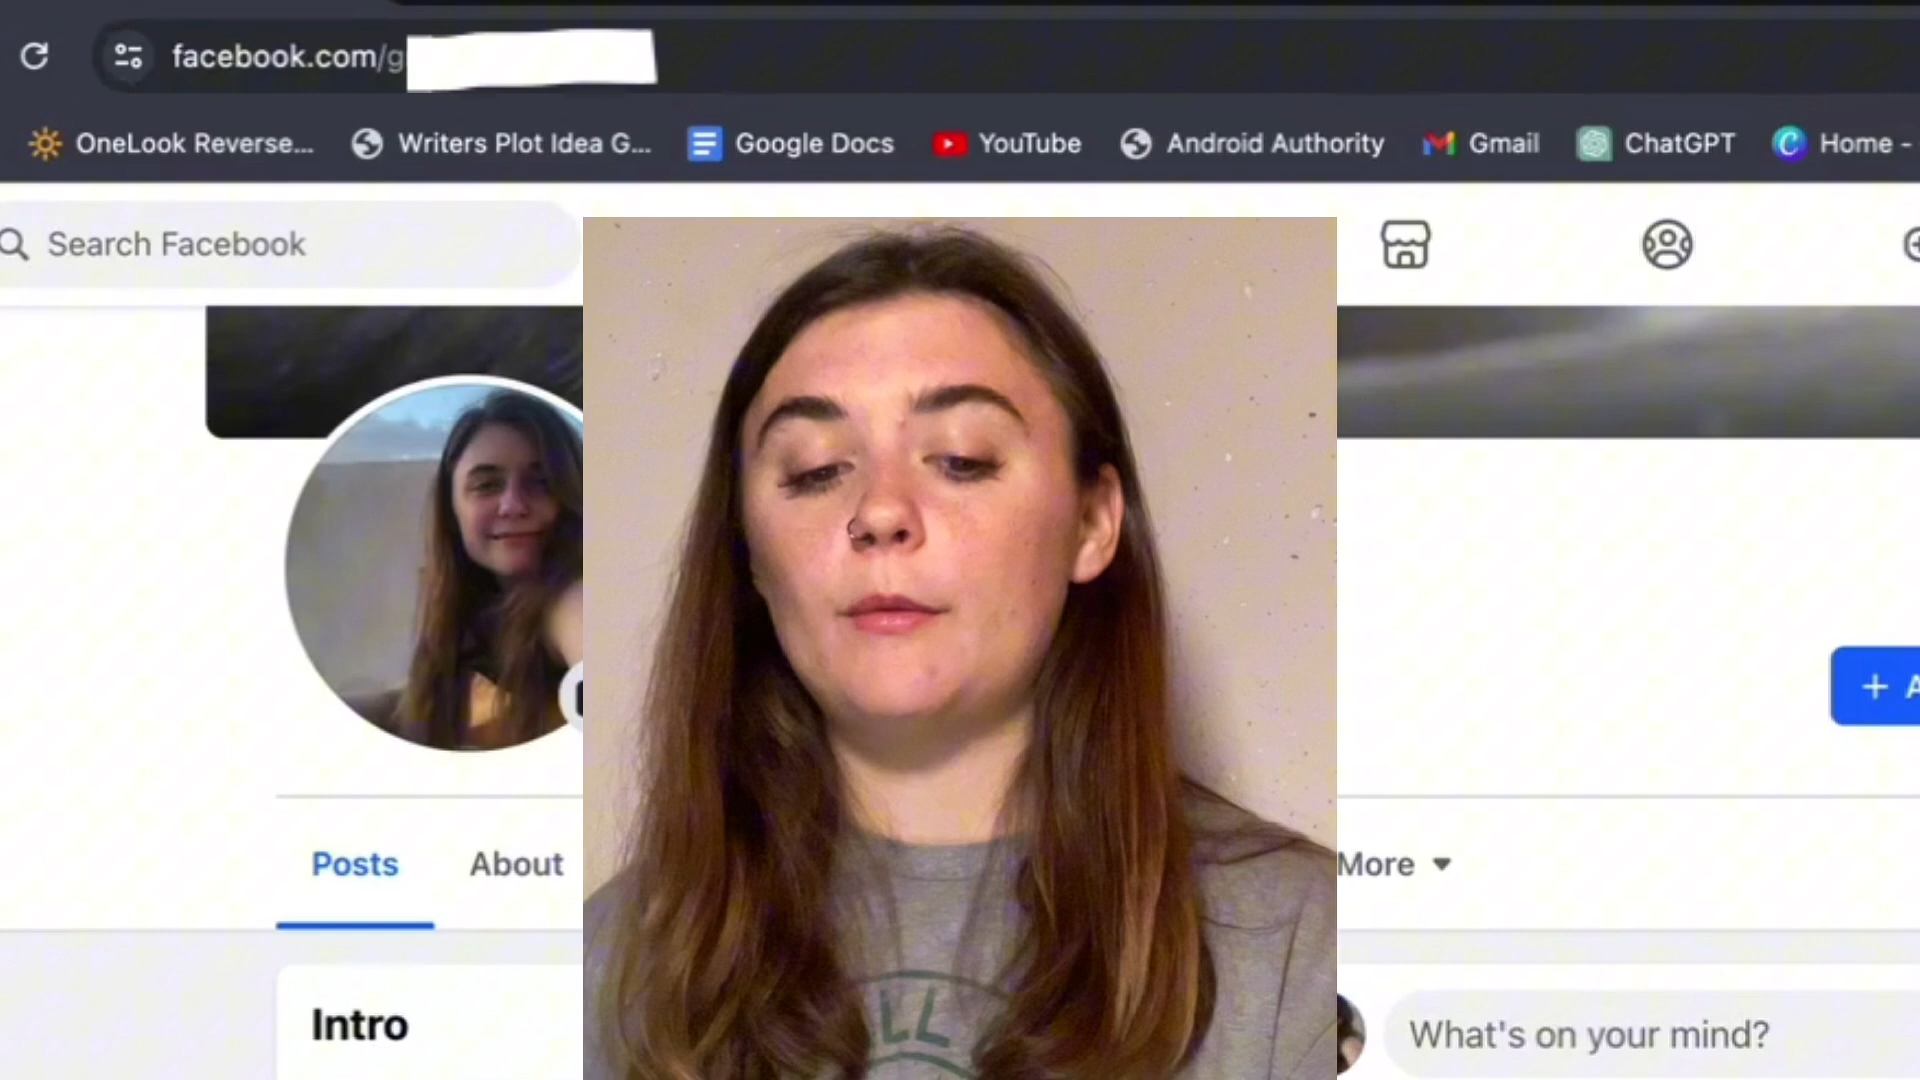 facebook.com/g
OneLook Reverse... Writers Plot Idea G... Google Docs YouTube Android Authority Gmail ChatGPT Home -
Search Facebook
+ A
Posts About More
LL
Intro
What's on your mind?